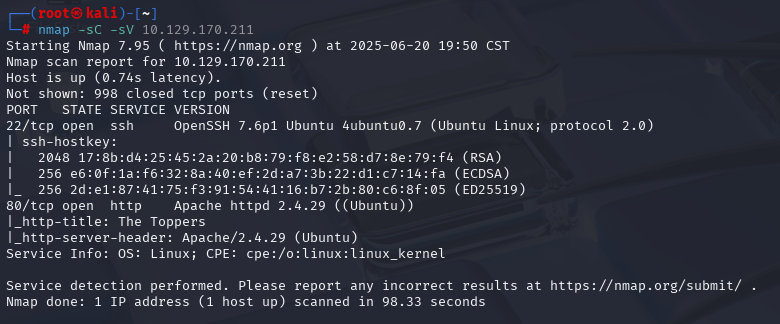 ┌──(root㉿kali)-[~]
└─# nmap -sC -sV 10.129.170.211
Starting Nmap 7.95 ( https://nmap.org ) at 2025-06-20 19:50 CST
Nmap scan report for 10.129.170.211
Host is up (0.74s latency).
Not shown: 998 closed tcp ports (reset)
PORT   STATE SERVICE VERSION
22/tcp open  ssh     OpenSSH 7.6p1 Ubuntu 4ubuntu0.7 (Ubuntu Linux; protocol 2.0)
| ssh-hostkey:
|   2048 17:8b:d4:25:45:2a:20:b8:79:f8:e2:58:d7:8e:79:f4 (RSA)
|   256 e6:0f:1a:f6:32:8a:40:ef:2d:a7:3b:22:d1:c7:14:fa (ECDSA)
|_  256 2d:e1:87:41:75:f3:91:54:41:16:b7:2b:80:c6:8f:05 (ED25519)
80/tcp open  http    Apache httpd 2.4.29 ((Ubuntu))
|_http-title: The Toppers
|_http-server-header: Apache/2.4.29 (Ubuntu)
Service Info: OS: Linux; CPE: cpe:/o:linux:linux_kernel

Service detection performed. Please report any incorrect results at https://nmap.org/submit/ .
Nmap done: 1 IP address (1 host up) scanned in 98.33 seconds